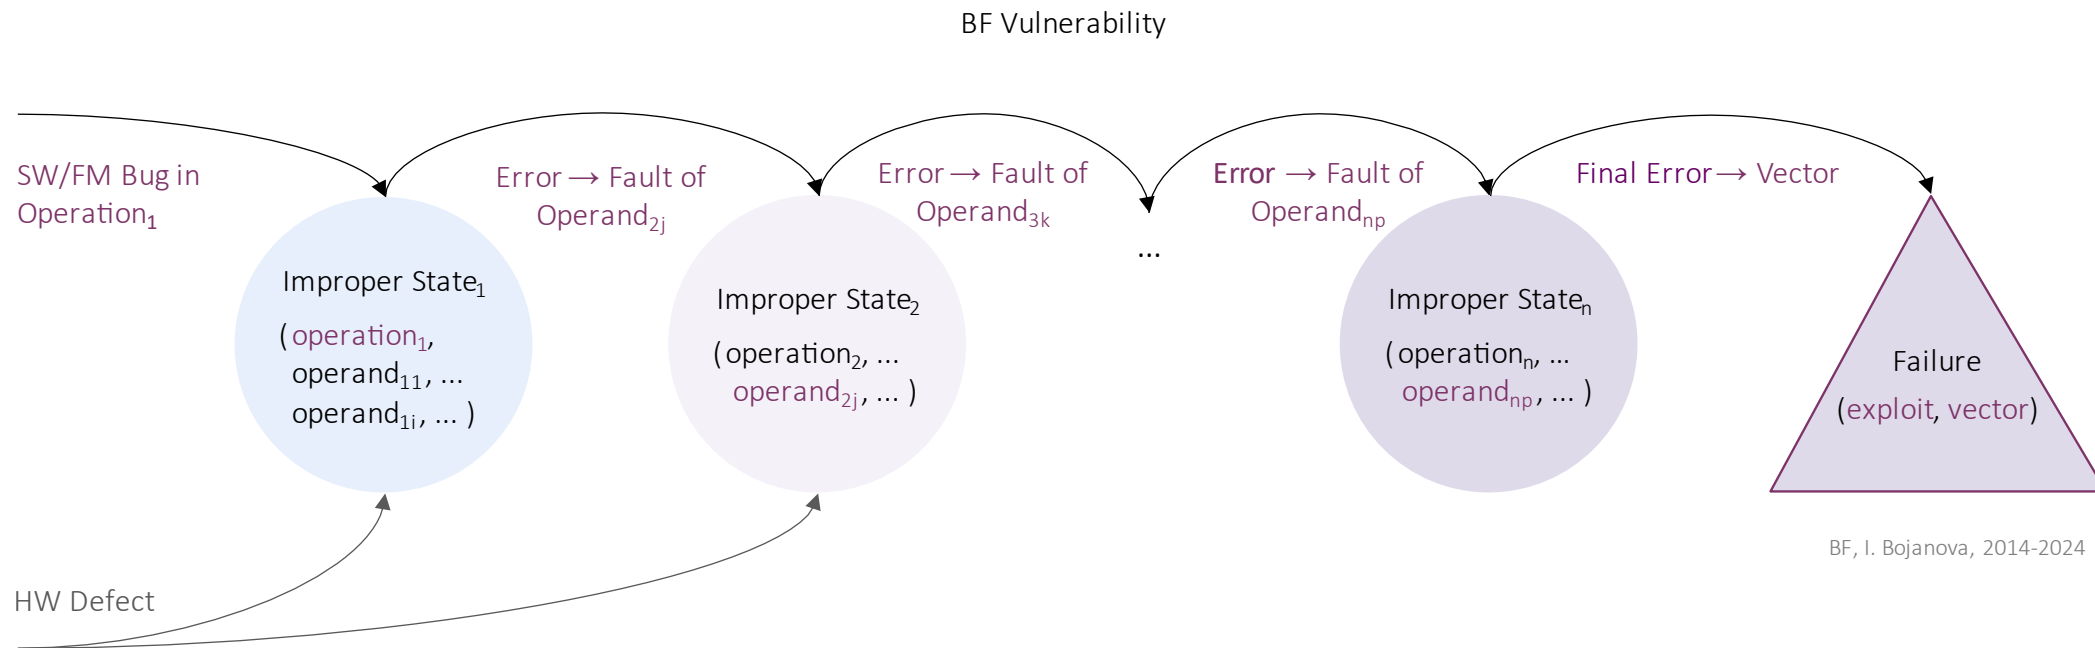 BF Vulnerability
SW/FM Bug in
Operation₁
Error → Fault of
Operand₂ⱼ
Error → Fault of
Operand₃ₖ
Error → Fault of
Operandₙₚ
Final Error → Vector
...
Improper State₁
(operation₁,
operand₁₁, ...
operand₁ᵢ, ... )
Improper State₂
(operation₂, ...
operand₂ⱼ, ... )
Improper Stateₙ
(operationₙ, ...
operandₙₚ, ... )
Failure
(exploit, vector)
BF, I. Bojanova, 2014-2024
HW Defect